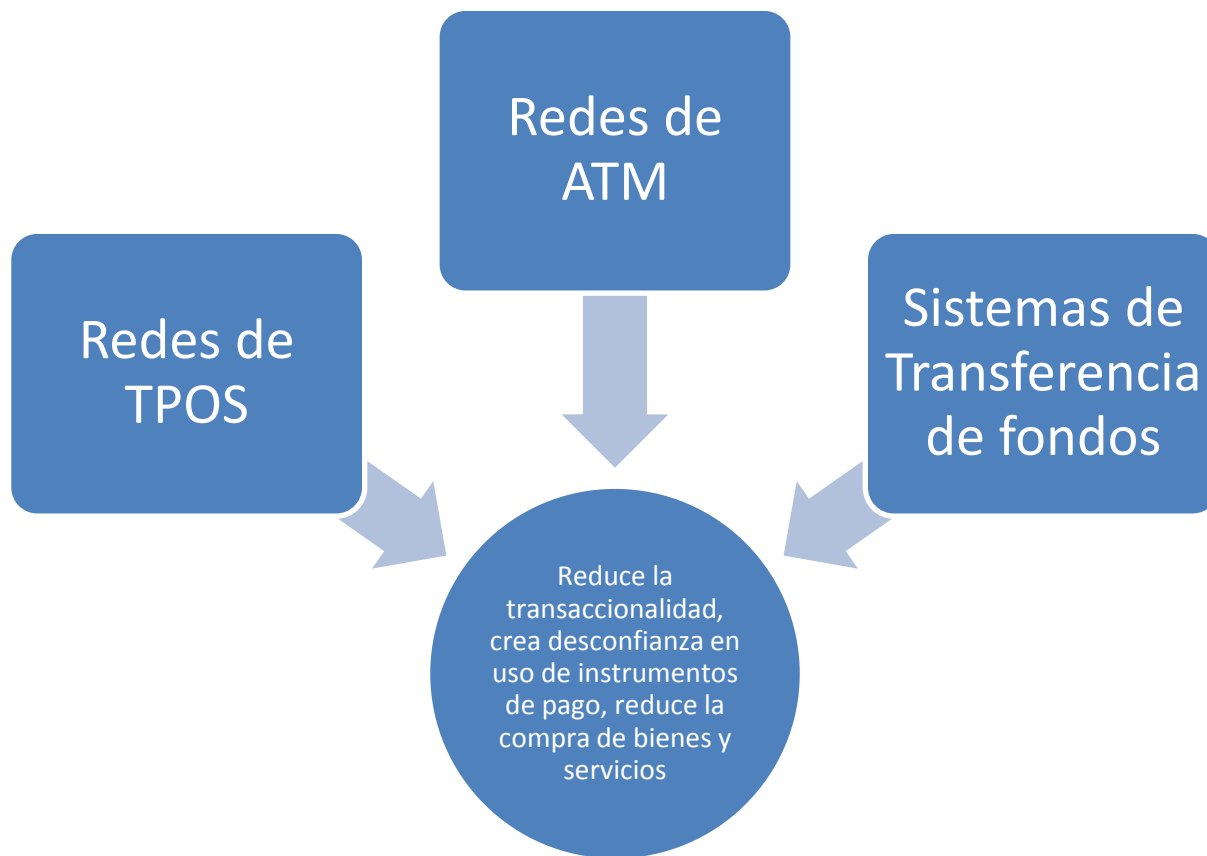 Redes de
ATM
Redes de
TPOS
Sistemas de
Transferencia
de fondos
Reduce la
transaccionalidad,
crea desconfianza en
uso de instrumentos
de pago, reduce la
compra de bienes y
servicios